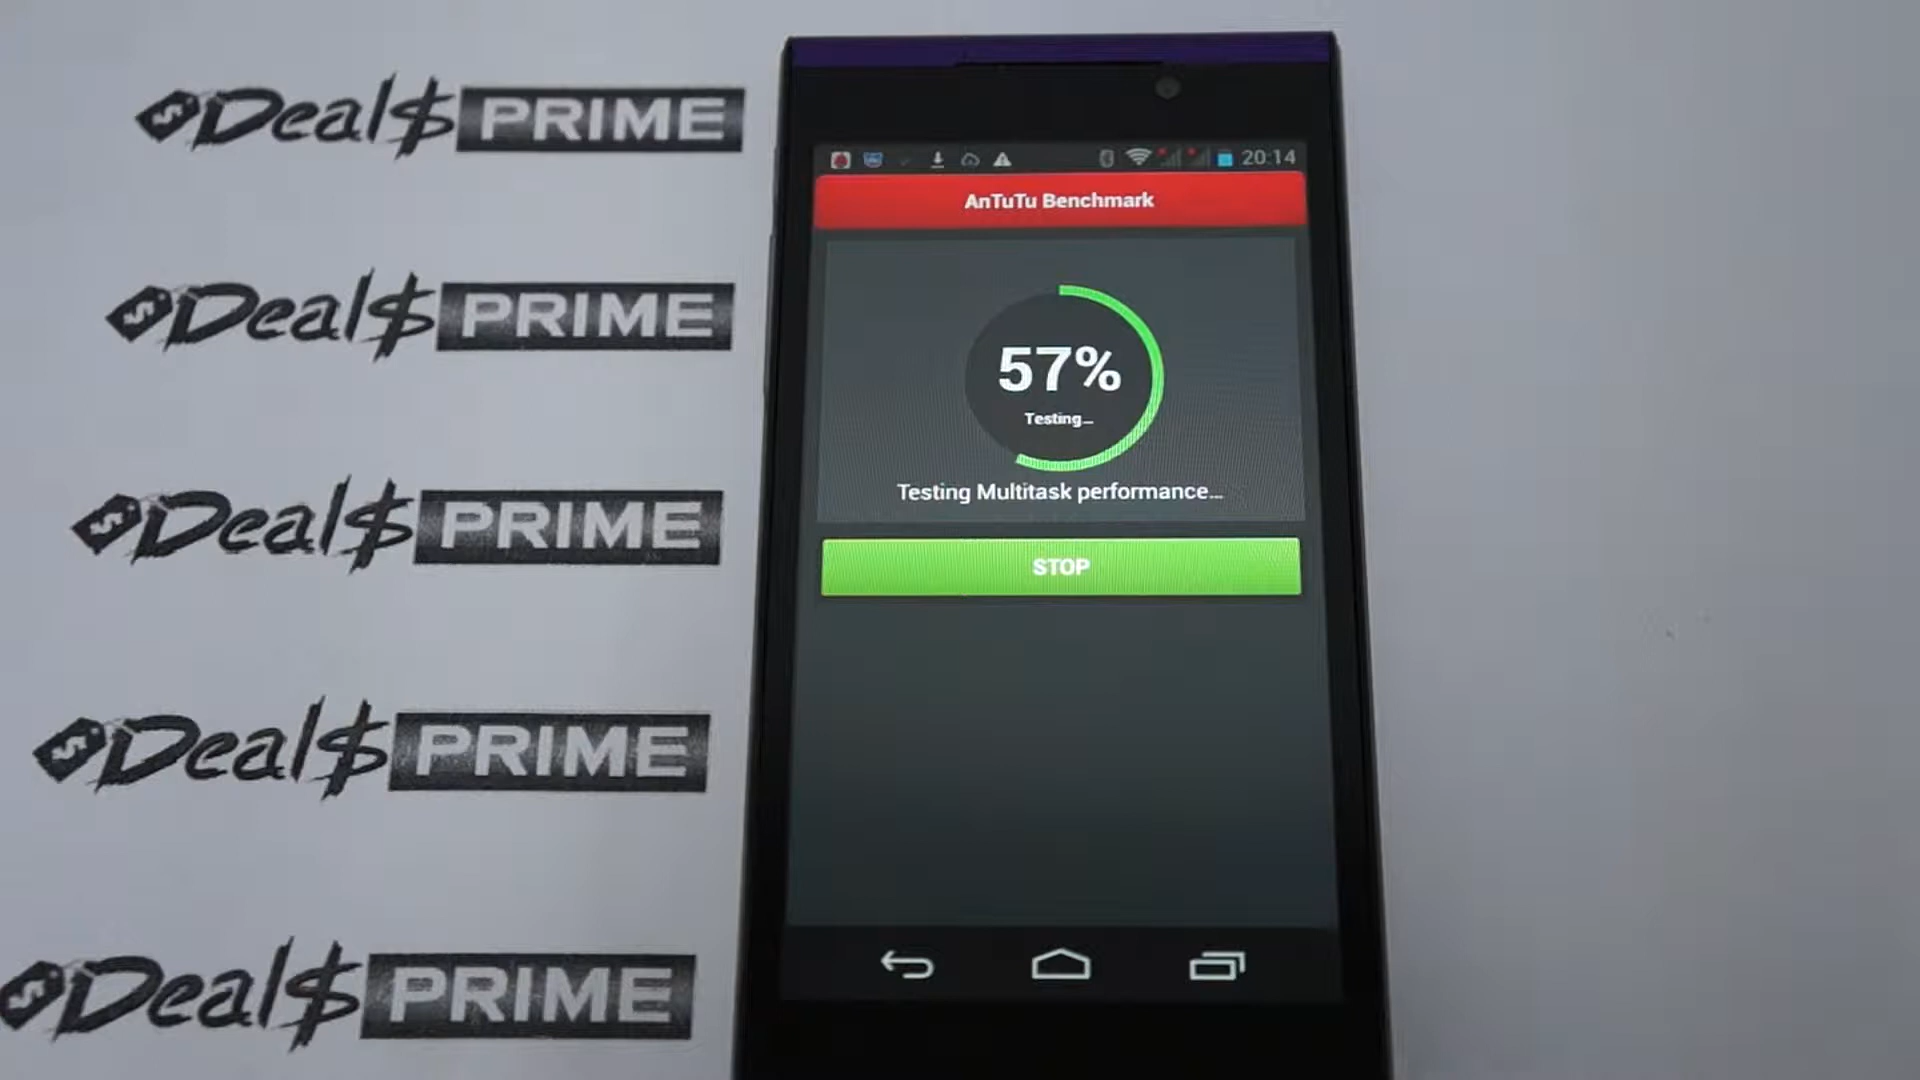 Deal$ PRIME
Deal$ PRIME
Deal$ PRIME
Deal$ PRIME
Deal$ PRIME
20:14
AnTuTu Benchmark
57%
Testing...
Testing Multitask performance...
STOP